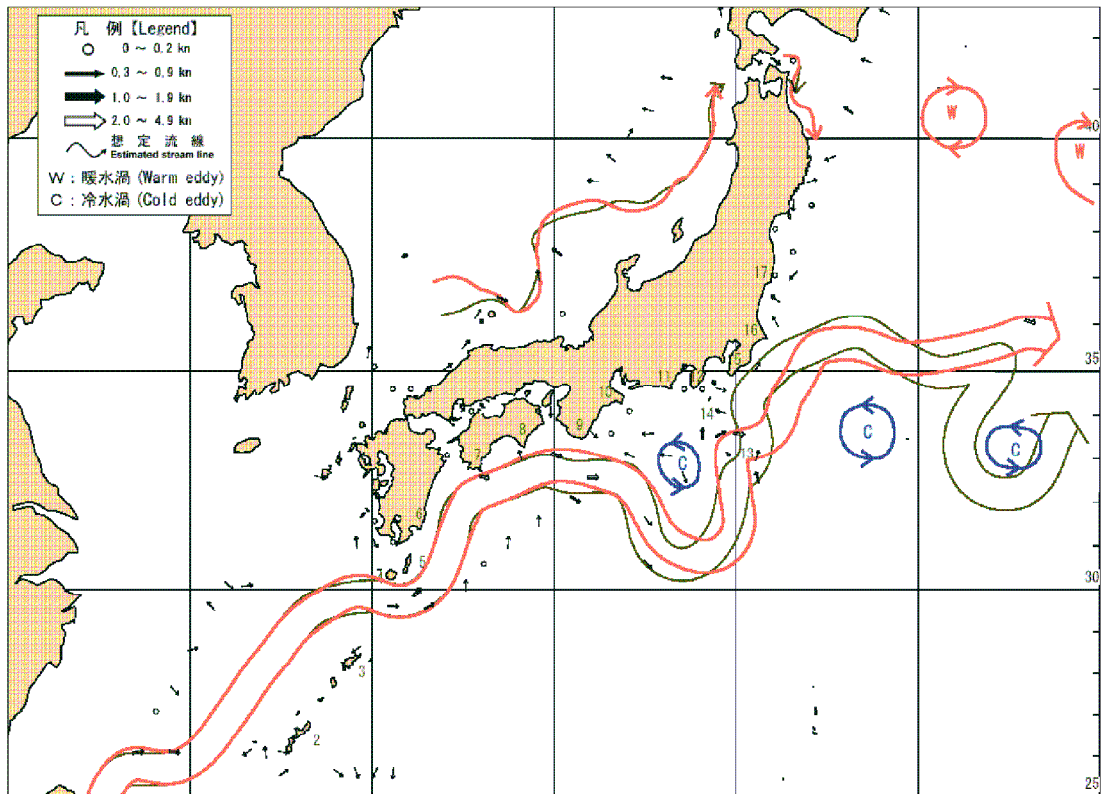 凡 例【Legend】
0 ~ 0.2 kn
0.3 ~ 0.9 kn
1.0 ~ 1.9 kn
2.0 ~ 4.9 kn
想 定 流 線
Estimated stream line
W : 暖水渦 (Warm eddy)
C : 冷水渦 (Cold eddy)
W
40
W
17
16
35
11
14
8
9
C
13
C
C
7
6
5
30
3
2
25